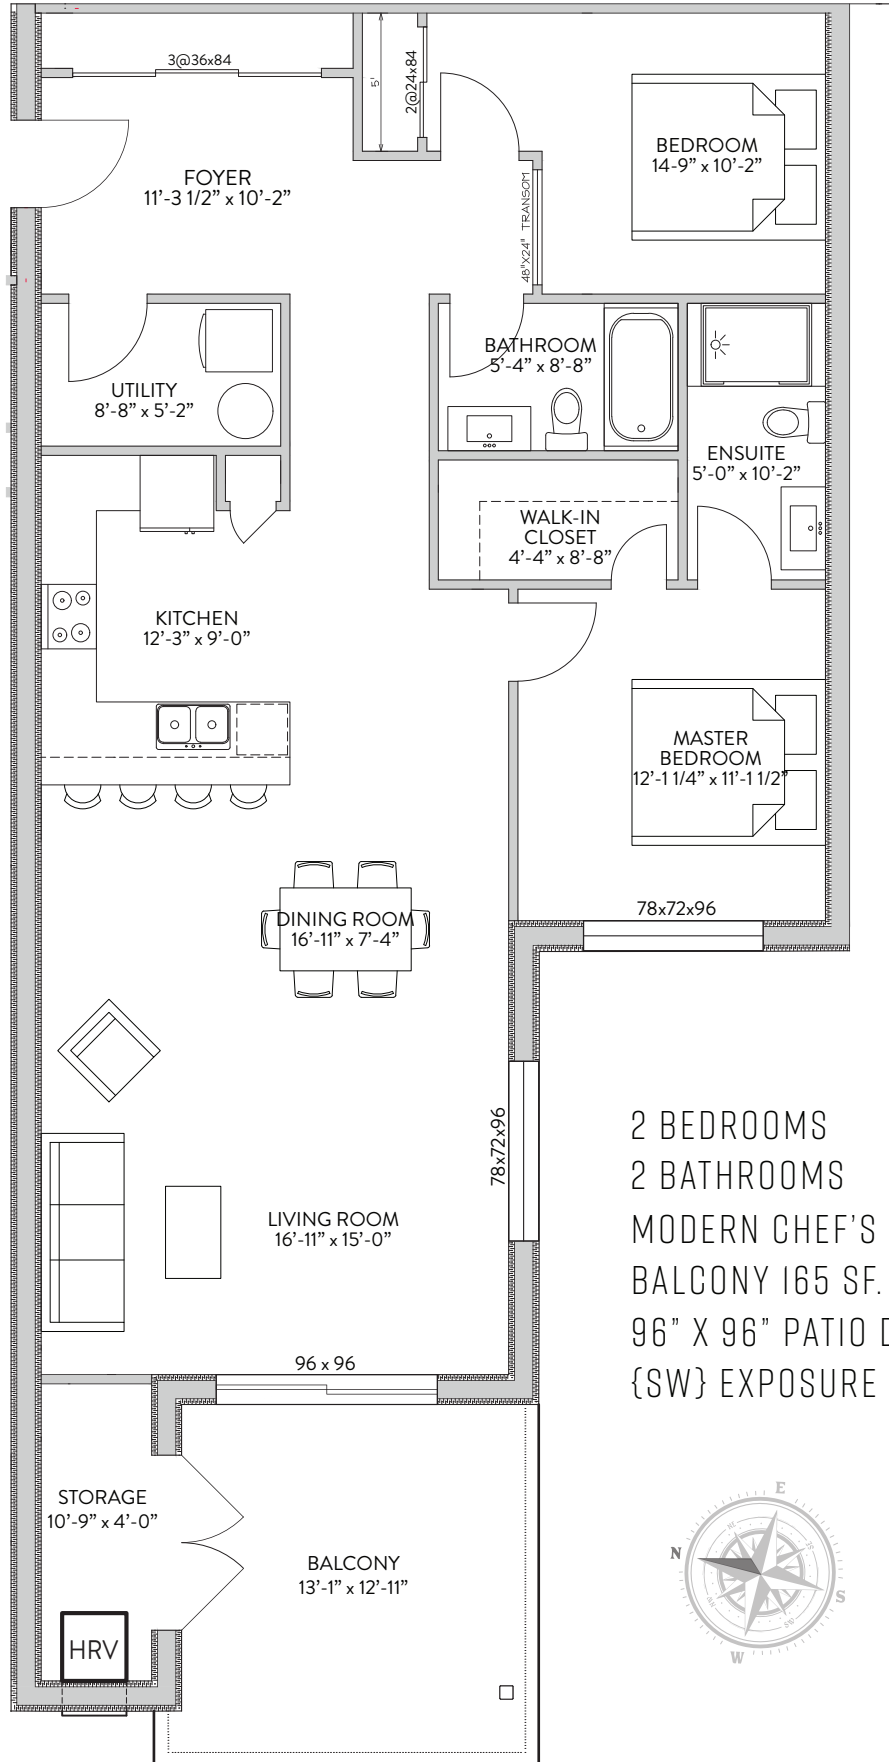 3@36x84
5'
2@24x84
BEDROOM
14-9” x 10’-2”
FOYER
11’-3 1/2” x 10’-2”
48"X24" TRANSOM
BATHROOM
5’-4” x 8’-8”
UTILITY
8’-8” x 5’-2”
ENSUITE
5’-0” x 10’-2”
WALK-IN
CLOSET
4’-4” x 8’-8”
KITCHEN
12’-3” x 9’-0”
MASTER
BEDROOM
12’-1 1/4” x 11’-1 1/2”
78x72x96
DINING ROOM
16’-11” x 7’-4”
78x72x96
LIVING ROOM
16’-11” x 15’-0”
96 x 96
2 BEDROOMS
2 BATHROOMS
MODERN CHEF'S
BALCONY 165 SF.
96” X 96” PATIO
{SW} EXPOSURE
STORAGE
10’-9” x 4’-0”
BALCONY
13’-1” x 12’-11”
HRV
E
N
S
W